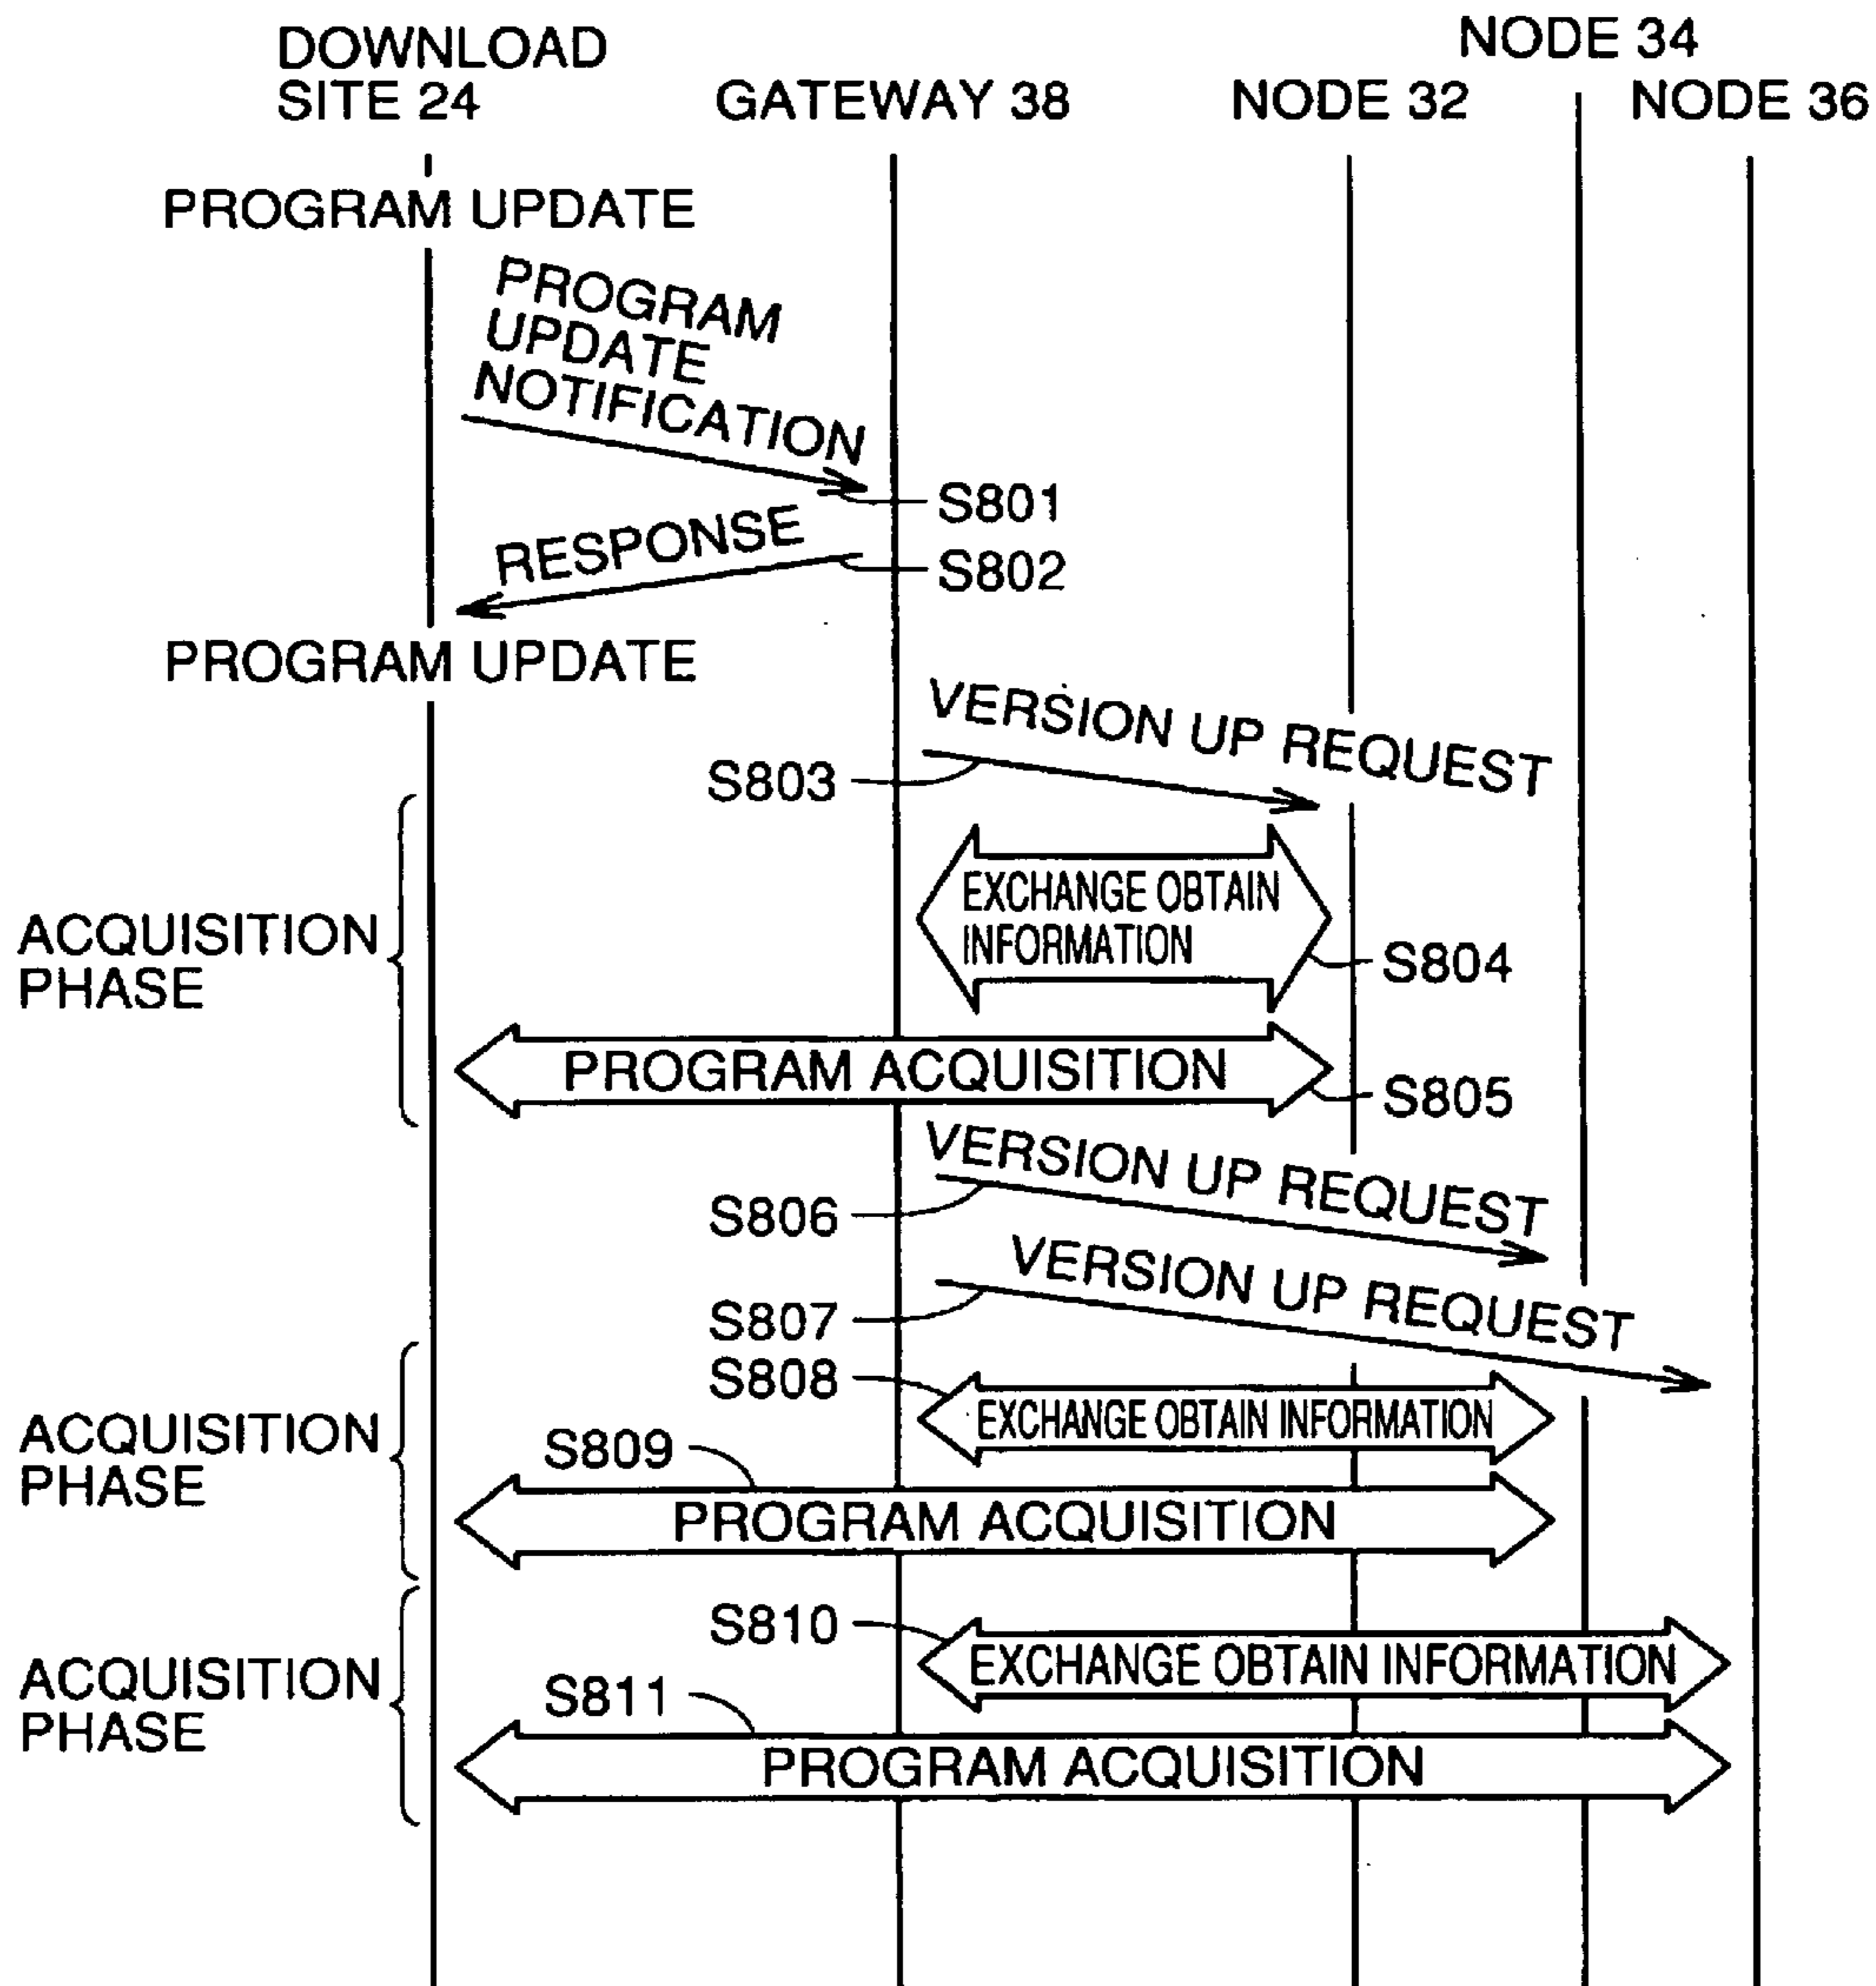 DOWNLOAD
SITE 24
GATEWAY 38
NODE 32
NODE 34
NODE 36
PROGRAM UPDATE
PROGRAM
UPDATE
NOTIFICATION
S801
RESPONSE
S802
PROGRAM UPDATE
VERSION UP REQUEST
S803
ACQUISITION
PHASE
EXCHANGE OBTAIN
INFORMATION
S804
PROGRAM ACQUISITION
S805
VERSION UP REQUEST
S806
VERSION UP REQUEST
S807
ACQUISITION
PHASE
S808
EXCHANGE OBTAIN INFORMATION
S809
PROGRAM ACQUISITION
ACQUISITION
PHASE
S810
EXCHANGE OBTAIN INFORMATION
S811
PROGRAM ACQUISITION